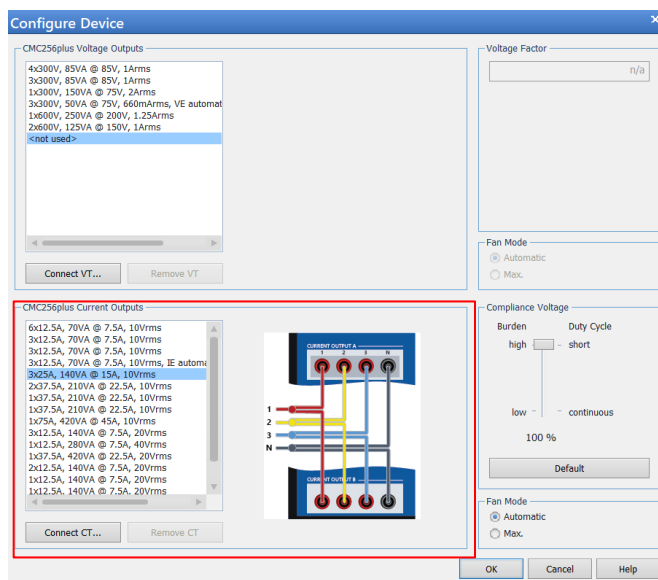 Configure Device
CMC256plus Voltage Outputs
4x300V, 85VA @ 85V, 1Arms
3x300V, 85VA @ 85V, 1Arms
1x300V, 150VA @ 75V, 2Arms
3x300V, 50VA @ 75V, 660mArms, VE automat
1x600V, 250VA @ 200V, 1.25Arms
2x600V, 125VA @ 150V, 1Arms
<not used>
Connect VT...
Remove VT
Voltage Factor
n/a
Fan Mode
Automatic
Max.
CMC256plus Current Outputs
6x12.5A, 70VA @ 7.5A, 10Vrms
3x12.5A, 70VA @ 7.5A, 10Vrms
3x12.5A, 70VA @ 7.5A, 10Vrms
3x12.5A, 70VA @ 7.5A, 10Vrms, IE automa
3x25A, 140VA @ 15A, 10Vrms
2x37.5A, 210VA @ 22.5A, 10Vrms
1x37.5A, 210VA @ 22.5A, 10Vrms
1x37.5A, 210VA @ 22.5A, 10Vrms
1x75A, 420VA @ 45A, 10Vrms
3x12.5A, 140VA @ 7.5A, 20Vrms
1x12.5A, 280VA @ 7.5A, 40Vrms
1x37.5A, 420VA @ 22.5A, 20Vrms
2x12.5A, 140VA @ 7.5A, 20Vrms
1x12.5A, 140VA @ 7.5A, 20Vrms
1x12.5A, 140VA @ 7.5A, 20Vrms
Connect CT...
Remove CT
CURRENT OUTPUT A
1 2 3 N
1
2
3
N
CURRENT OUTPUT B
Compliance Voltage
Burden Duty Cycle
high short
low continuous
100 %
Default
Fan Mode
Automatic
Max.
OK Cancel Help